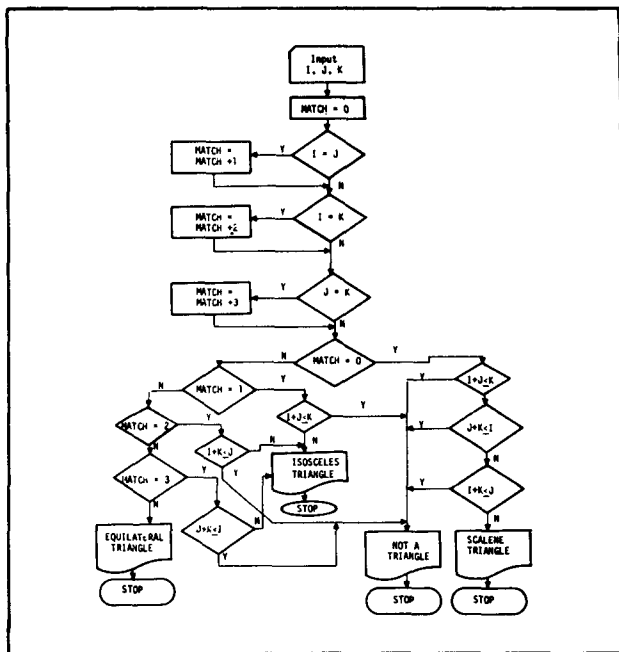 Input
I, J, K
MATCH = 0
I = J
Y
MATCH =
MATCH +1
N
I = K
Y
MATCH =
MATCH +2
N
J = K
Y
MATCH =
MATCH +3
N
MATCH = 0
N
Y
MATCH = 1
N
Y
I+J≤K
Y
N
I+J≤K
Y
N
MATCH = 2
Y
N
I+K≤J
N
Y
J+K≤I
Y
N
ISOSCELES
TRIANGLE
STOP
MATCH = 3
Y
N
J+K≤I
N
Y
I+K≤J
Y
N
EQUILATERAL
TRIANGLE
STOP
NOT A
TRIANGLE
STOP
SCALENE
TRIANGLE
STOP